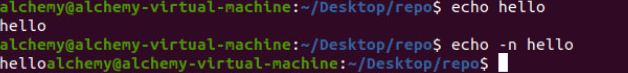 alchemy@alchemy-virtual-machine:~/Desktop/repo$ echo hello
hello
alchemy@alchemy-virtual-machine:~/Desktop/repo$ echo -n hello
helloalchemy@alchemy-virtual-machine:~/Desktop/repo$